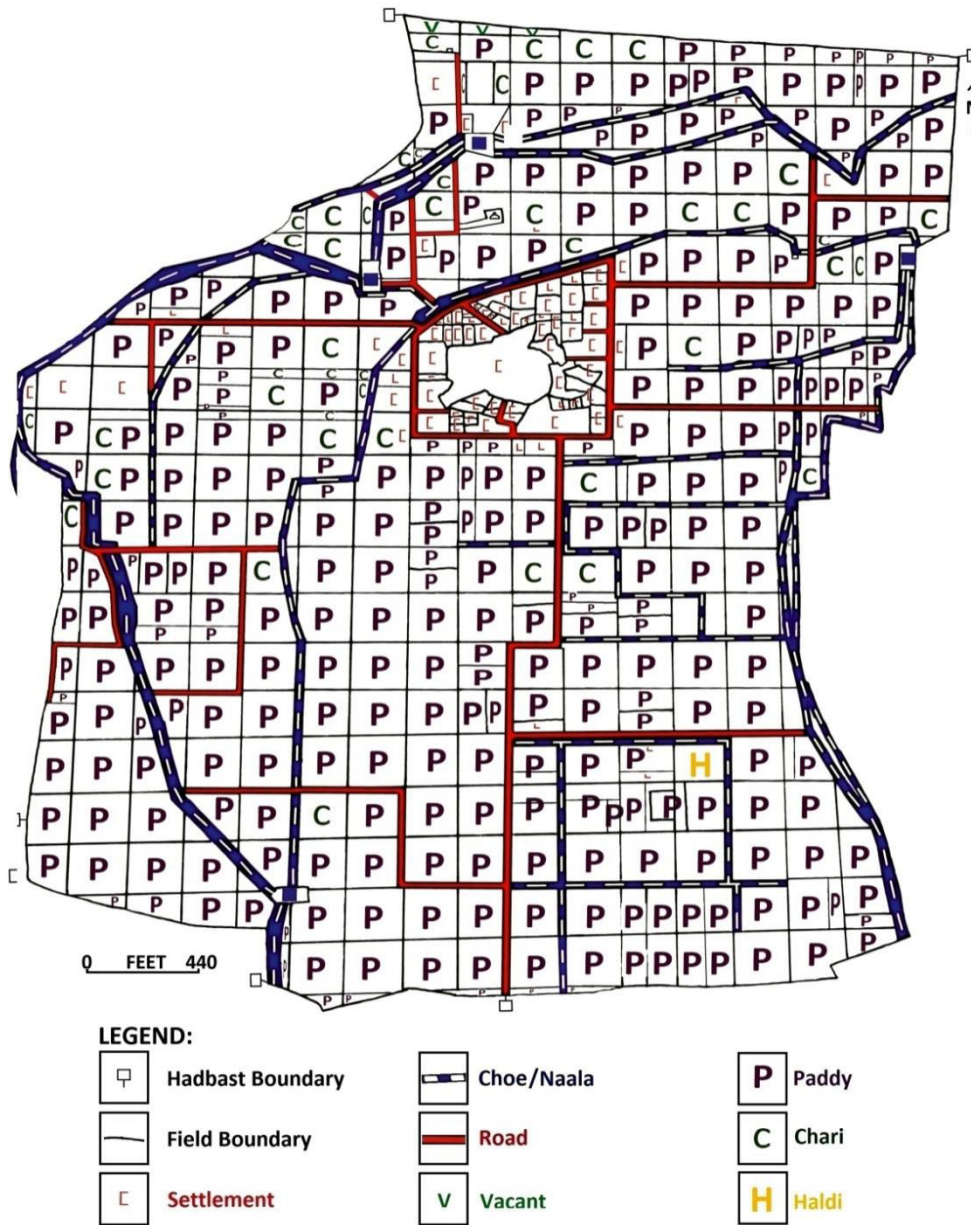 V V V
C P C C C P P P P P P
P P P P P P P P P P
P P P P P P P P P
N
P P P P P P C P P
C C P P C P P C C P P C
C P P P P C P P P P C C P
P P P P P P P P
P P P C P C P P P P
P P C P P P P P P P P
P C P P P P C C P P P P P P P
P C P P P P C P P P P C P P P C
C P P P P P P P P P P P P P P P P
P P P P P C P P P P P C C P P
P P P P P P P P P P P P P P
P P P P P P P P P P P P P P
P P P P P P P P P P P P P P P
P P P P P P P P P P P P H P P
P P P P P C P P P P P P P P P P P
P P P P P P P P P P P P P P P P
P P P P P P P P P P P P P P P P P P
0 FEET 440
P P P P P P P P P P P P P
LEGEND:
Hadbast Boundary Choe/Naala P Paddy
Field Boundary Road C Chari
Settlement V Vacant H Haldi